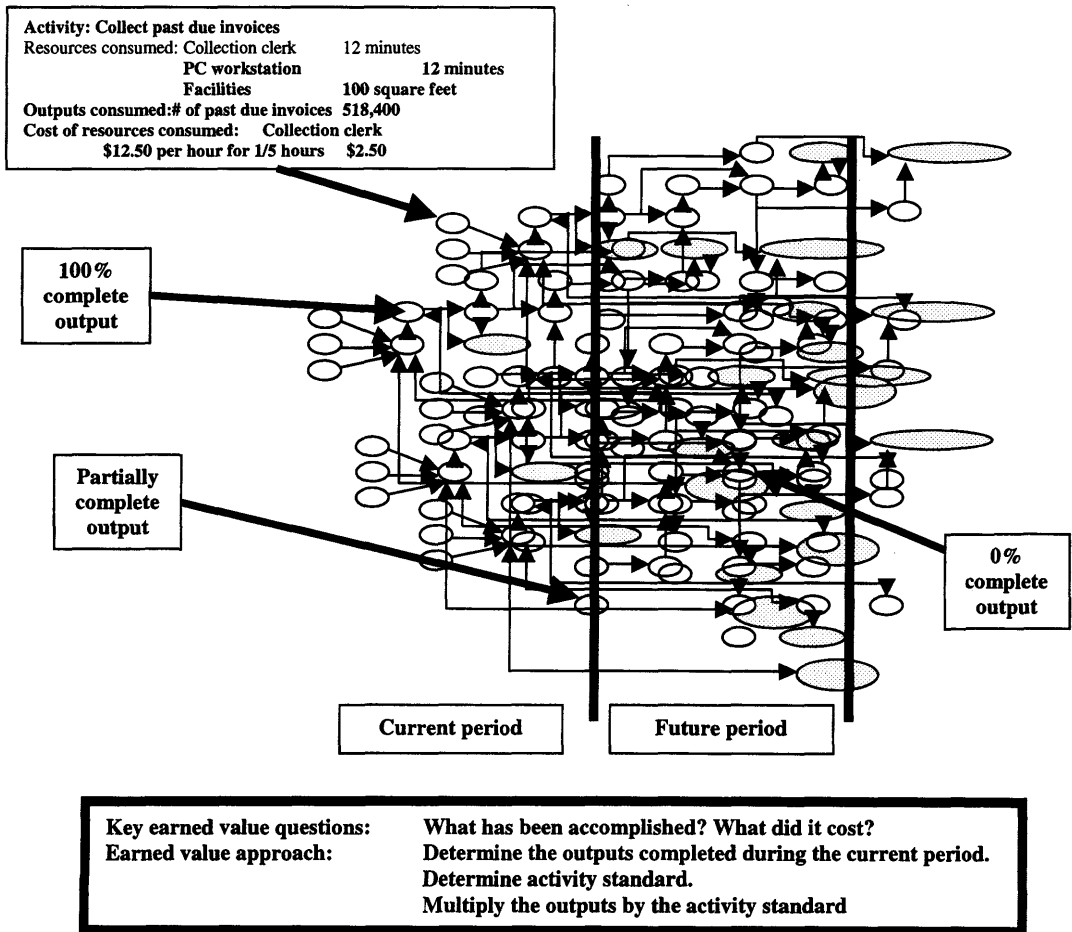 Activity: Collect past due invoices
Resources consumed: Collection clerk 12 minutes
PC workstation 12 minutes
Facilities 100 square feet
Outputs consumed:# of past due invoices 518,400
Cost of resources consumed: Collection clerk
$12.50 per hour for 1/5 hours $2.50
100%
complete
output
Partially
complete
output
0%
complete
output
Current period
Future period
Key earned value questions: What has been accomplished? What did it cost?
Earned value approach: Determine the outputs completed during the current period.
Determine activity standard.
Multiply the outputs by the activity standard